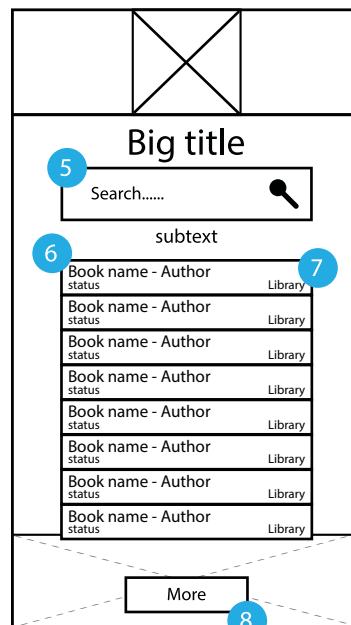 Big title
5
Search......
subtext
6
7
Book name - Author
status Library
Book name - Author
status Library
Book name - Author
status Library
Book name - Author
status Library
Book name - Author
status Library
Book name - Author
status Library
Book name - Author
status Library
Book name - Author
status Library
More
8